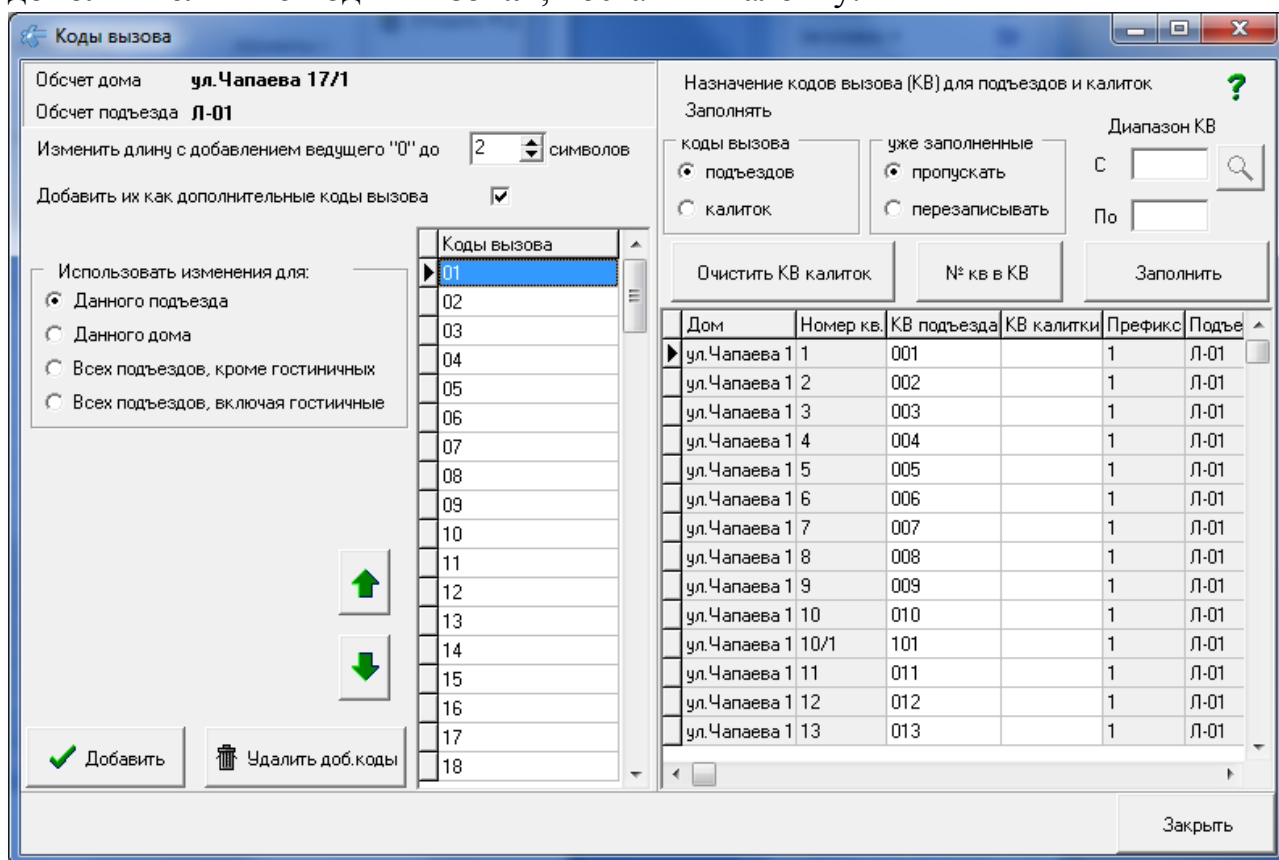 Коды вызова
Обсчет дома ул.Чапаева 17/1
Обсчет подъезда Л-01
Изменить длину с добавлением ведущего "0" до 2 символов
Добавить их как дополнительные коды вызова
Использовать изменения для:
Данного подъезда
Данного дома
Всех подъездов, кроме гостиничных
Всех подъездов, включая гостиичные
Добавить
Удалить доб.коды
Коды вызова
01
02
03
04
05
06
07
08
09
10
11
12
13
14
15
16
17
18
Назначение кодов вызова (КВ) для подъездов и калиток
?
Заполнять
коды вызова
подъездов
калиток
уже заполненные
пропускать
перезаписывать
Диапазон КВ
С
По
Очистить КВ калиток
№ кв в КВ
Заполнить
Дом Номер кв. КВ подъезда КВ калитки Префикс Подъе
ул.Чапаева 1 1 001 1 Л-01
ул.Чапаева 1 2 002 1 Л-01
ул.Чапаева 1 3 003 1 Л-01
ул.Чапаева 1 4 004 1 Л-01
ул.Чапаева 1 5 005 1 Л-01
ул.Чапаева 1 6 006 1 Л-01
ул.Чапаева 1 7 007 1 Л-01
ул.Чапаева 1 8 008 1 Л-01
ул.Чапаева 1 9 009 1 Л-01
ул.Чапаева 1 10 010 1 Л-01
ул.Чапаева 1 10/1 101 1 Л-01
ул.Чапаева 1 11 011 1 Л-01
ул.Чапаева 1 12 012 1 Л-01
ул.Чапаева 1 13 013 1 Л-01
Закрыть